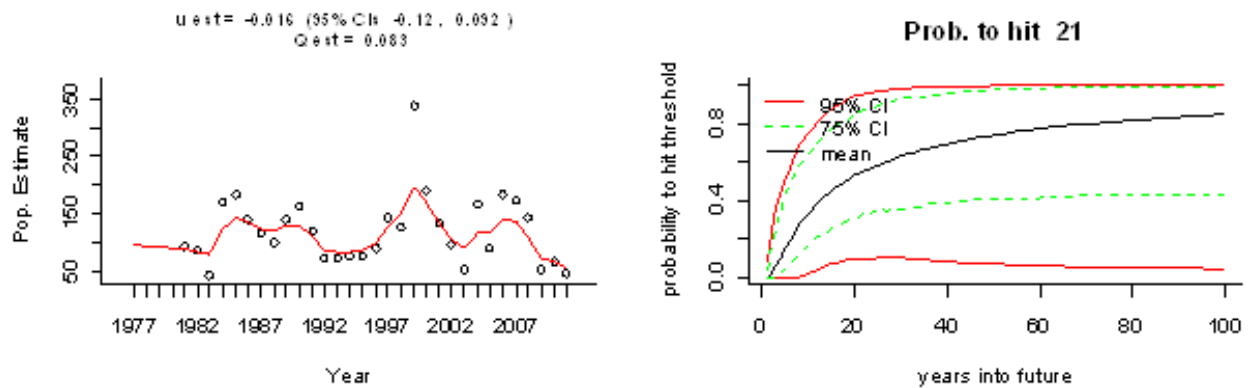 u est = -0.016 (95% CIs -0.12, 0.092 )
Q est = 0.083
Pop. Estimate
350
250
150
50
1977 1982 1987 1992 1997 2002 2007
Year
Prob. to hit 21
probability to hit threshold
0.8
0.4
0.0
95% CI
75% CI
mean
0 20 40 60 80 100
years into future